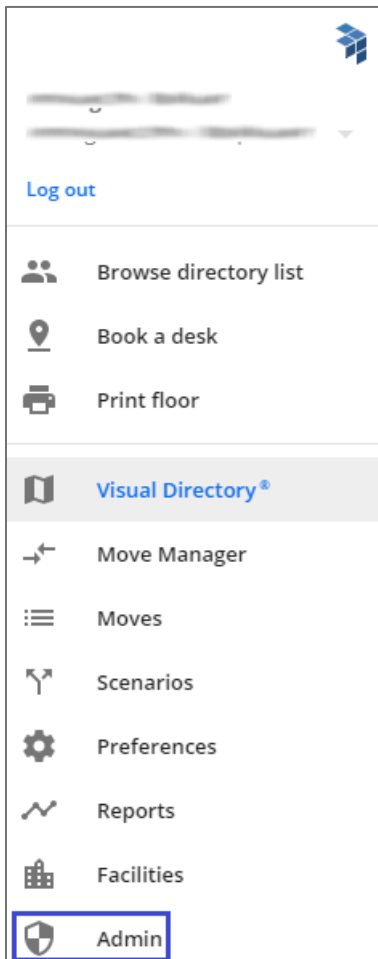 Log out
Browse directory list
Book a desk
Print floor
Visual Directory®
Move Manager
Moves
Scenarios
Preferences
Reports
Facilities
Admin